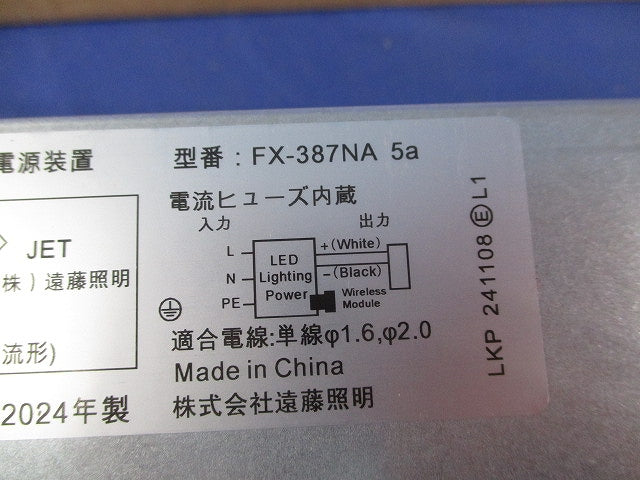 電源装置
JET
株）遠藤照明
流形)
2024年製
型番：FX-387NA 5a
電流ヒューズ内蔵
入力
出力
L
N
PE
LED
Lighting
Power
+(White)
−(Black)
Wireless
Module
適合電線:単線φ1.6,φ2.0
Made in China
株式会社遠藤照明
LKP 241108 Ⓔ L1